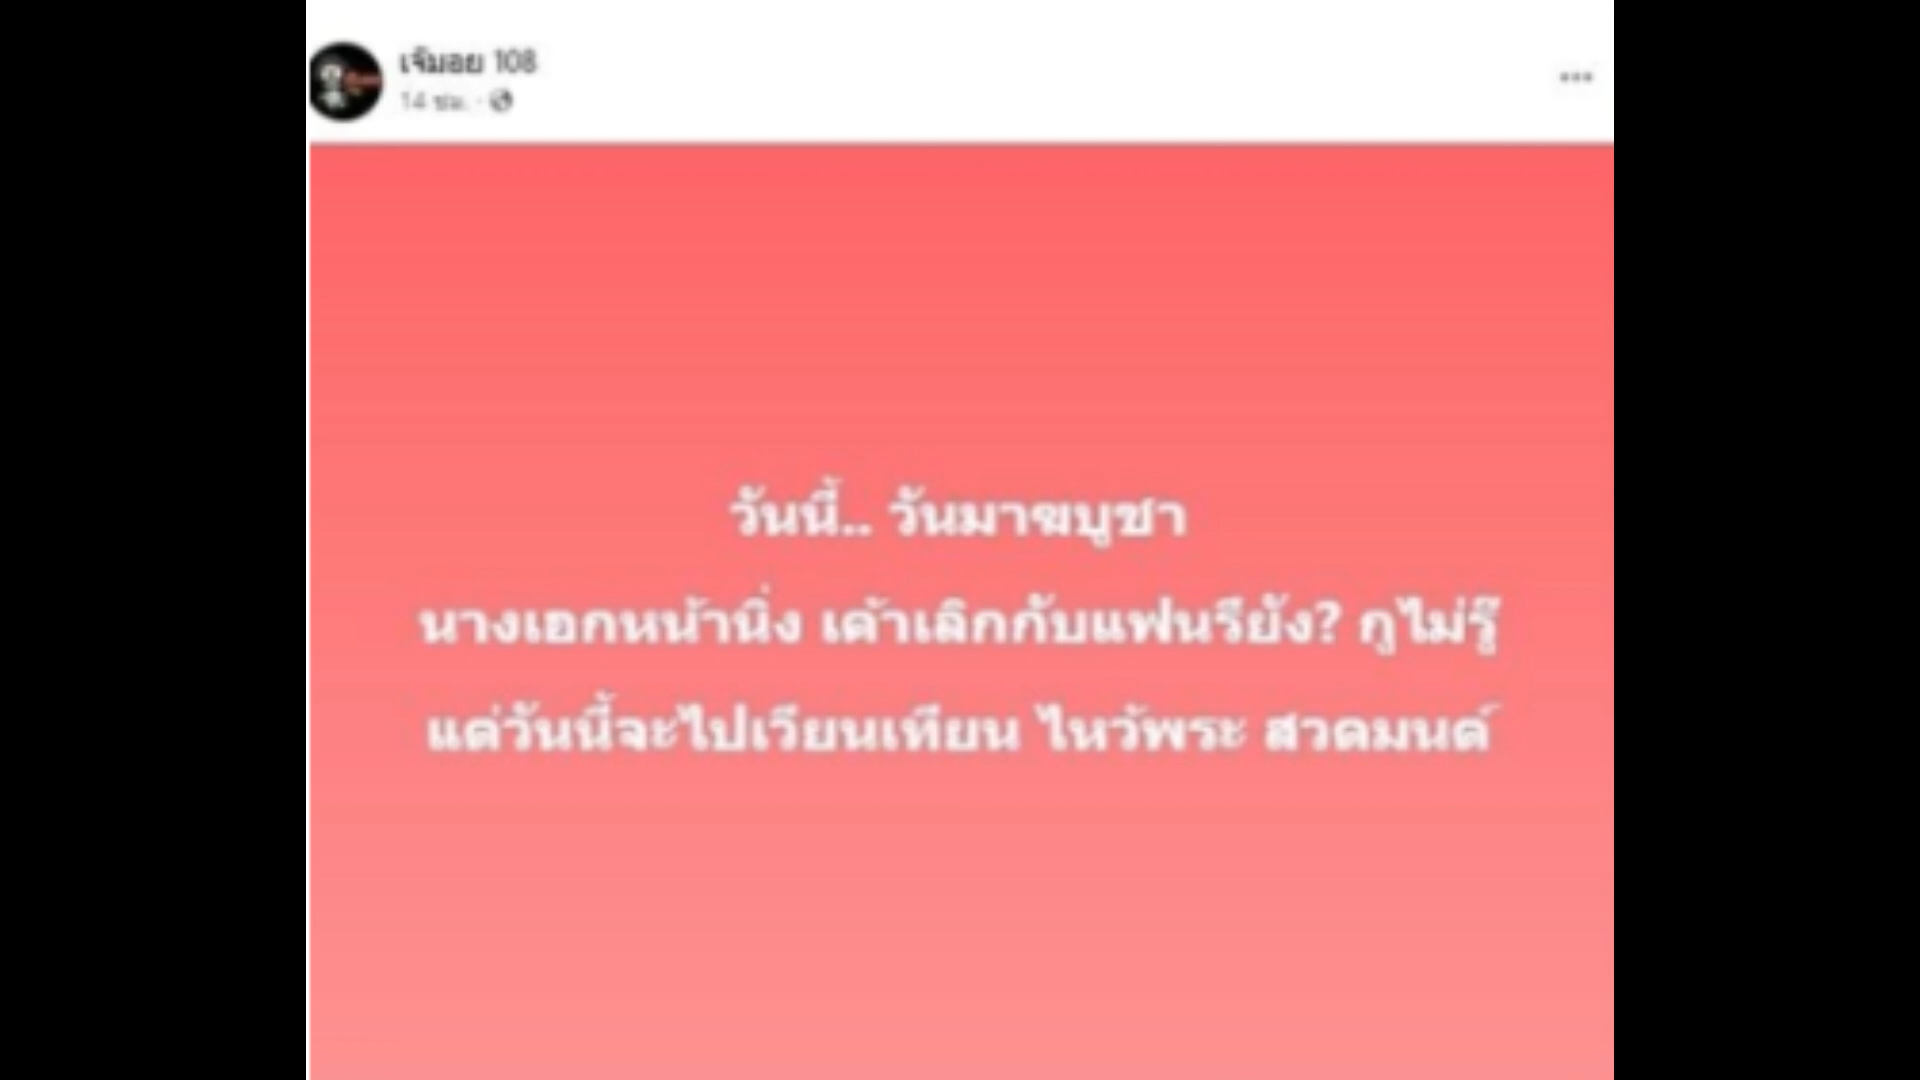 เจ๊มอย 108
14 ชม.
วันนี้.. วันมาฆบูชา
นางเอกหน้านิ่ง เค้าเลิกกับแฟนรึยัง? กูไม่รู๊
แต่วันนี้จะไปเวียนเทียน ไหว้พระ สวดมนต์